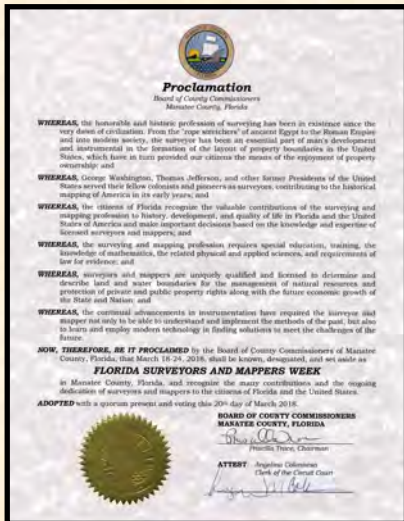 Proclamation
Board of County Commissioners
Manatee County, Florida
WHEREAS, the honorable and historic profession of surveying has been in existence since the
very dawn of civilization. From the "rope stretchers" of ancient Egypt to the Roman Empire
and into modern society, the surveyor has been an essential part of man's development
and instrumental in the formation of the layout of property boundaries in the United
States, which have in turn provided our citizens the means of the enjoyment of property
ownership; and
WHEREAS, George Washington, Thomas Jefferson, and other former Presidents of the United
States served their fellow colonists and pioneers as surveyors, contributing to the historical
mapping of America in its early years; and
WHEREAS, the citizens of Florida recognize the valuable contributions of the surveying and
mapping profession to history, development, and quality of life in Florida and the United
States of America and make important decisions based on the knowledge and expertise of
licensed surveyors and mappers; and
WHEREAS, the surveying and mapping profession requires special education, training, the
knowledge of mathematics, the related physical and applied sciences, and requirements of
law for evidence; and
WHEREAS, surveyors and mappers are uniquely qualified and licensed to determine and
describe land and water boundaries for the management of natural resources and
protection of private and public property rights along with the future economic growth of
the State and Nation; and
WHEREAS, the continual advancements in instrumentation have required the surveyor and
mapper not only to be able to understand and implement the methods of the past, but also
to learn and employ modern technology in finding solutions to meet the challenges of the
future.
NOW, THEREFORE, BE IT PROCLAIMED by the Board of County Commissioners of Manatee
County, Florida, that March 18-24, 2018, shall be known, designated, and set aside as
FLORIDA SURVEYORS AND MAPPERS WEEK
in Manatee County, Florida, and recognize the many contributions and the ongoing
dedication of surveyors and mappers to the citizens of Florida and the United States.
ADOPTED with a quorum present and voting this 20th day of March 2018.
BOARD OF COUNTY COMMISSIONERS
MANATEE COUNTY, FLORIDA
Priscilla Trace, Chairman
ATTEST: Angelina Colonneso
Clerk of the Circuit Court